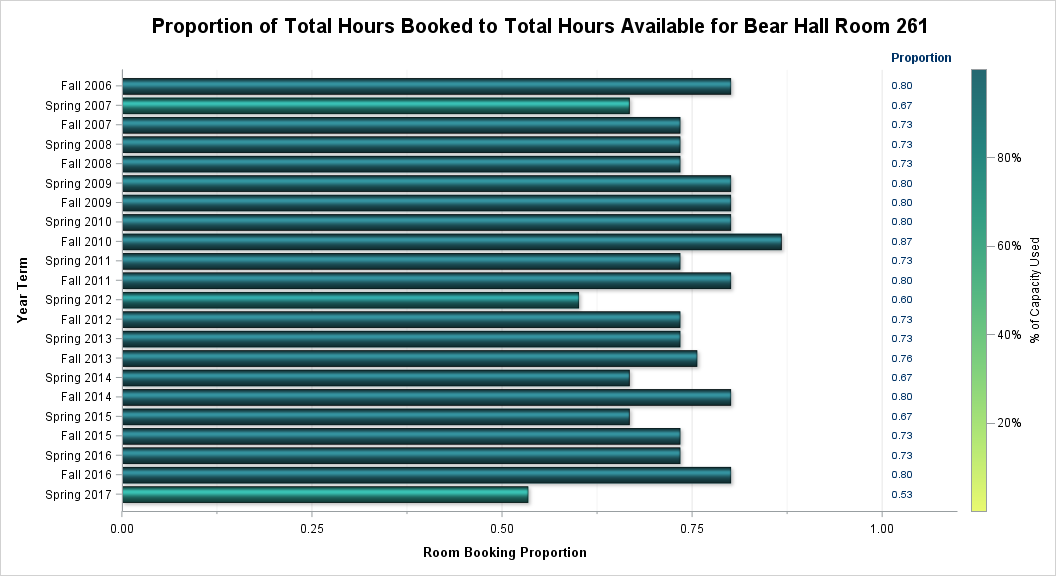 Proportion of Total Hours Booked to Total Hours Available for Bear Hall Room 261
Proportion
Fall 2006 0.80
Spring 2007 0.67
Fall 2007 0.73
Spring 2008 0.73
Fall 2008 0.73
Spring 2009 0.80
Fall 2009 0.80
Spring 2010 0.80
Fall 2010 0.87
Spring 2011 0.73
Fall 2011 0.80
Spring 2012 0.60
Fall 2012 0.73
Spring 2013 0.73
Fall 2013 0.76
Spring 2014 0.67
Fall 2014 0.80
Spring 2015 0.67
Fall 2015 0.73
Spring 2016 0.73
Fall 2016 0.80
Spring 2017 0.53
Year Term
0.00 0.25 0.50 0.75 1.00
Room Booking Proportion
80%
60%
40%
20%
% of Capacity Used